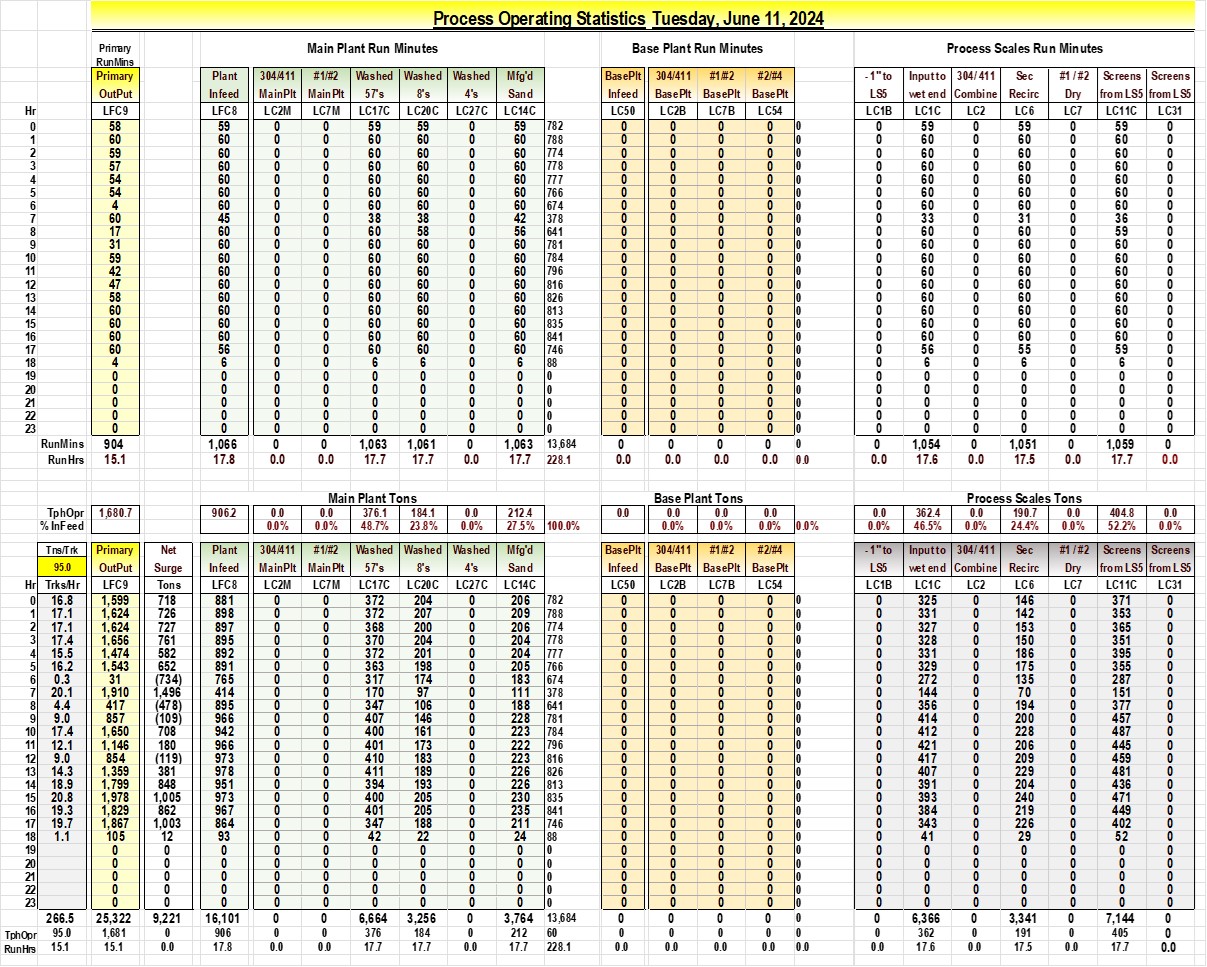 Process Operating Statistics Tuesday, June 11, 2024
Primary Main Plant Run Minutes Base Plant Run Minutes Process Scales Run Minutes
RunMins
Primary Plant 304/411 #1/#2 Washed Washed Washed Mfg'd BasePlt 304/411 #1/#2 #2/#4 - 1" to Input to 304/ 411 Sec #1 / #2 Screens Screens
OutPut Infeed MainPlt MainPlt 57's 8's 4's Sand Infeed BasePlt BasePlt BasePlt LS5 wet end Combine Recirc Dry from LS5 from LS5
Hr LFC9 LFC8 LC2M LC7M LC17C LC20C LC27C LC14C LC50 LC2B LC7B LC54 LC1B LC1C LC2 LC6 LC7 LC11C LC31
0 58 59 0 0 59 59 0 59 782 0 0 0 0 0 0 59 0 59 0 59 0
1 60 60 0 0 60 60 0 60 788 0 0 0 0 0 0 60 0 60 0 60 0
2 59 60 0 0 60 60 0 60 774 0 0 0 0 0 0 60 0 60 0 60 0
3 57 60 0 0 60 60 0 60 778 0 0 0 0 0 0 60 0 60 0 60 0
4 54 60 0 0 60 60 0 60 777 0 0 0 0 0 0 60 0 60 0 60 0
5 54 60 0 0 60 60 0 60 766 0 0 0 0 0 0 60 0 60 0 60 0
6 4 60 0 0 60 60 0 60 674 0 0 0 0 0 0 60 0 60 0 60 0
7 60 45 0 0 38 38 0 42 378 0 0 0 0 0 0 33 0 31 0 36 0
8 17 60 0 0 60 58 0 56 641 0 0 0 0 0 0 60 0 60 0 59 0
9 31 60 0 0 60 60 0 60 781 0 0 0 0 0 0 60 0 60 0 60 0
10 59 60 0 0 60 60 0 60 784 0 0 0 0 0 0 60 0 60 0 60 0
11 42 60 0 0 60 60 0 60 796 0 0 0 0 0 0 60 0 60 0 60 0
12 47 60 0 0 60 60 0 60 816 0 0 0 0 0 0 60 0 60 0 60 0
13 58 60 0 0 60 60 0 60 826 0 0 0 0 0 0 60 0 60 0 60 0
14 60 60 0 0 60 60 0 60 813 0 0 0 0 0 0 60 0 60 0 60 0
15 60 60 0 0 60 60 0 60 835 0 0 0 0 0 0 60 0 60 0 60 0
16 60 60 0 0 60 60 0 60 841 0 0 0 0 0 0 60 0 60 0 60 0
17 60 56 0 0 60 60 0 60 746 0 0 0 0 0 0 56 0 55 0 59 0
18 4 6 0 0 6 6 0 6 88 0 0 0 0 0 0 6 0 6 0 6 0
19 0 0 0 0 0 0 0 0 0 0 0 0 0 0 0 0 0 0 0 0 0
20 0 0 0 0 0 0 0 0 0 0 0 0 0 0 0 0 0 0 0 0 0
21 0 0 0 0 0 0 0 0 0 0 0 0 0 0 0 0 0 0 0 0 0
22 0 0 0 0 0 0 0 0 0 0 0 0 0 0 0 0 0 0 0 0 0
23 0 0 0 0 0 0 0 0 0 0 0 0 0 0 0 0 0 0 0 0 0
RunMins 904 1,066 0 0 1,063 1,061 0 1,063 13,684 0 0 0 0 0 0 1,054 0 1,051 0 1,059 0
Run Hrs 15.1 17.8 0.0 0.0 17.7 17.7 0.0 17.7 228.1 0.0 0.0 0.0 0.0 0.0 0.0 17.6 0.0 17.5 0.0 17.7 0.0
Main Plant Tons Base Plant Tons Process Scales Tons
TphOpr 1,680.7 906.2 0.0 0.0 376.1 184.1 0.0 212.4 0.0 0.0 0.0 0.0 0.0 362.4 0.0 190.7 0.0 404.8 0.0
% InFeed 0.0% 0.0% 48.7% 23.8% 0.0% 27.5% 100.0% 0.0% 0.0% 0.0% 0.0% 0.0% 46.5% 0.0% 24.4% 0.0% 52.2% 0.0%
Tns/Trk Primary Net Plant 304/411 #1/#2 Washed Washed Washed Mfg'd BasePlt 304/411 #1/#2 #2/#4 - 1" to Input to 304/ 411 Sec #1 / #2 Screens Screens
95.0 OutPut Surge Infeed MainPlt MainPlt 57's 8's 4's Sand Infeed BasePlt BasePlt BasePlt LS5 wet end Combine Recirc Dry from LS5 from LS5
Hr Trks/Hr LFC9 Tons LFC8 LC2M LC7M LC17C LC20C LC27C LC14C LC50 LC2B LC7B LC54 LC1B LC1C LC2 LC6 LC7 LC11C LC31
0 16.8 1,599 718 881 0 0 372 204 0 206 782 0 0 0 0 0 0 325 0 146 0 371 0
1 17.1 1,624 726 898 0 0 372 207 0 209 788 0 0 0 0 0 0 331 0 142 0 353 0
2 17.1 1,624 727 897 0 0 368 200 0 206 774 0 0 0 0 0 0 327 0 153 0 365 0
3 17.4 1,656 761 895 0 0 370 204 0 204 778 0 0 0 0 0 0 328 0 150 0 351 0
4 15.5 1,474 582 892 0 0 372 201 0 204 777 0 0 0 0 0 0 331 0 186 0 395 0
5 16.2 1,543 652 891 0 0 363 198 0 205 766 0 0 0 0 0 0 329 0 175 0 355 0
6 0.3 31 (734) 765 0 0 317 174 0 183 674 0 0 0 0 0 0 272 0 135 0 287 0
7 20.1 1,910 1,496 414 0 0 170 97 0 111 378 0 0 0 0 0 0 144 0 70 0 151 0
8 4.4 417 (478) 895 0 0 347 106 0 188 641 0 0 0 0 0 0 356 0 194 0 377 0
9 9.0 857 (109) 966 0 0 407 146 0 228 781 0 0 0 0 0 0 414 0 200 0 457 0
10 17.4 1,650 708 942 0 0 400 161 0 223 784 0 0 0 0 0 0 412 0 228 0 487 0
11 12.1 1,146 180 966 0 0 401 173 0 222 796 0 0 0 0 0 0 421 0 206 0 445 0
12 9.0 854 (119) 973 0 0 410 183 0 223 816 0 0 0 0 0 0 417 0 209 0 459 0
13 14.3 1,359 381 978 0 0 411 189 0 226 826 0 0 0 0 0 0 407 0 229 0 481 0
14 18.9 1,799 848 951 0 0 394 193 0 226 813 0 0 0 0 0 0 391 0 204 0 436 0
15 20.8 1,978 1,005 973 0 0 400 205 0 230 835 0 0 0 0 0 0 393 0 240 0 471 0
16 19.3 1,829 862 967 0 0 401 205 0 235 841 0 0 0 0 0 0 384 0 219 0 449 0
17 19.7 1,867 1,003 864 0 0 347 188 0 211 746 0 0 0 0 0 0 343 0 226 0 402 0
18 1.1 105 12 93 0 0 42 22 0 24 88 0 0 0 0 0 0 41 0 29 0 52 0
19 0 0 0 0 0 0 0 0 0 0 0 0 0 0 0 0 0 0 0 0 0 0
20 0 0 0 0 0 0 0 0 0 0 0 0 0 0 0 0 0 0 0 0 0 0
21 0 0 0 0 0 0 0 0 0 0 0 0 0 0 0 0 0 0 0 0 0 0
22 0 0 0 0 0 0 0 0 0 0 0 0 0 0 0 0 0 0 0 0 0 0
23 0 0 0 0 0 0 0 0 0 0 0 0 0 0 0 0 0 0 0 0 0 0
266.5 25,322 9,221 16,101 0 0 6,664 3,256 0 3,764 13,684 0 0 0 0 0 0 6,366 0 3,341 0 7,144 0
TphOpr 95.0 1,681 0 906 0 0 376 184 0 212 60 0 0 0 0 0 0 362 0 191 0 405 0
RunHrs 15.1 15.1 0.0 17.8 0.0 0.0 17.7 17.7 0.0 17.7 228.1 0.0 0.0 0.0 0.0 0.0 0.0 17.6 0.0 17.5 0.0 17.7 0.0